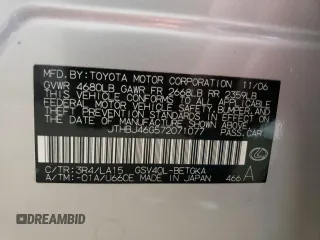 MFD.BY: TOYOTA MOTOR CORPORATION 11/06
GVWR 4680LB GAWR FR 2668LB RR 2359LB
THIS VEHICLE CONFORMS TO ALL APPLICABLE
FEDERAL MOTOR VEHICLE SAFETY, BUMPER, AND
THEFT PREVENTION STANDARDS IN EFFECT ON
THE DATE OF MANUFACTURE SHOWN ABOVE.
JTHBJ46G572071077
PASS. CAR
C/TR: 3R4/LA15 GSV40L-BETGKA
A/TM: -01A/U660E MADE IN JAPAN 466
A
DREAMBID